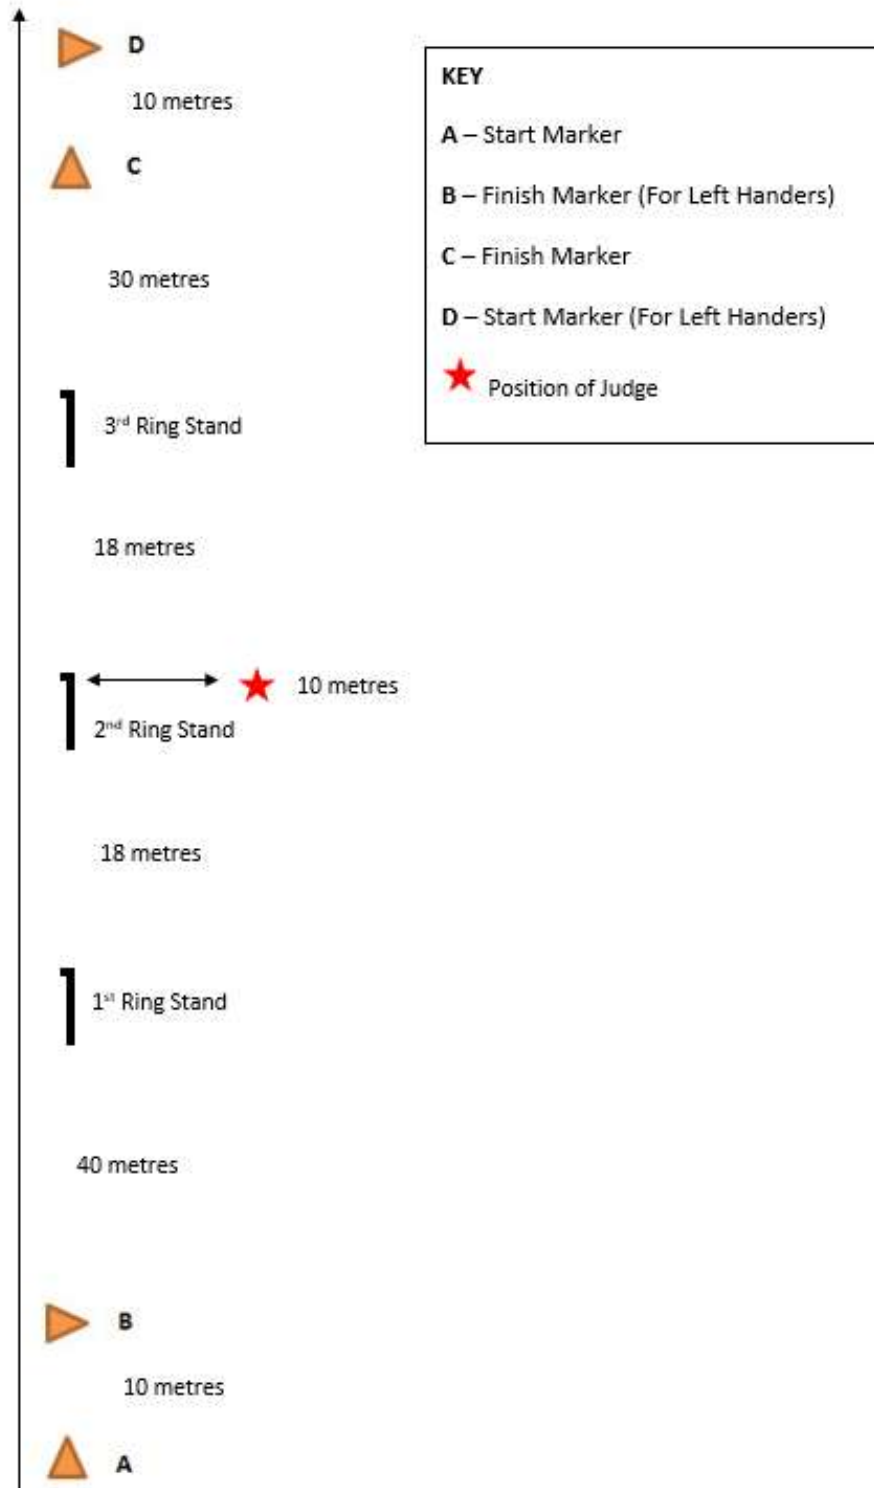 D
10 metres
C
30 metres
3rd Ring Stand
18 metres
10 metres
2nd Ring Stand
18 metres
1st Ring Stand
40 metres
B
10 metres
A
KEY
A – Start Marker
B – Finish Marker (For Left Handers)
C – Finish Marker
D – Start Marker (For Left Handers)
Position of Judge